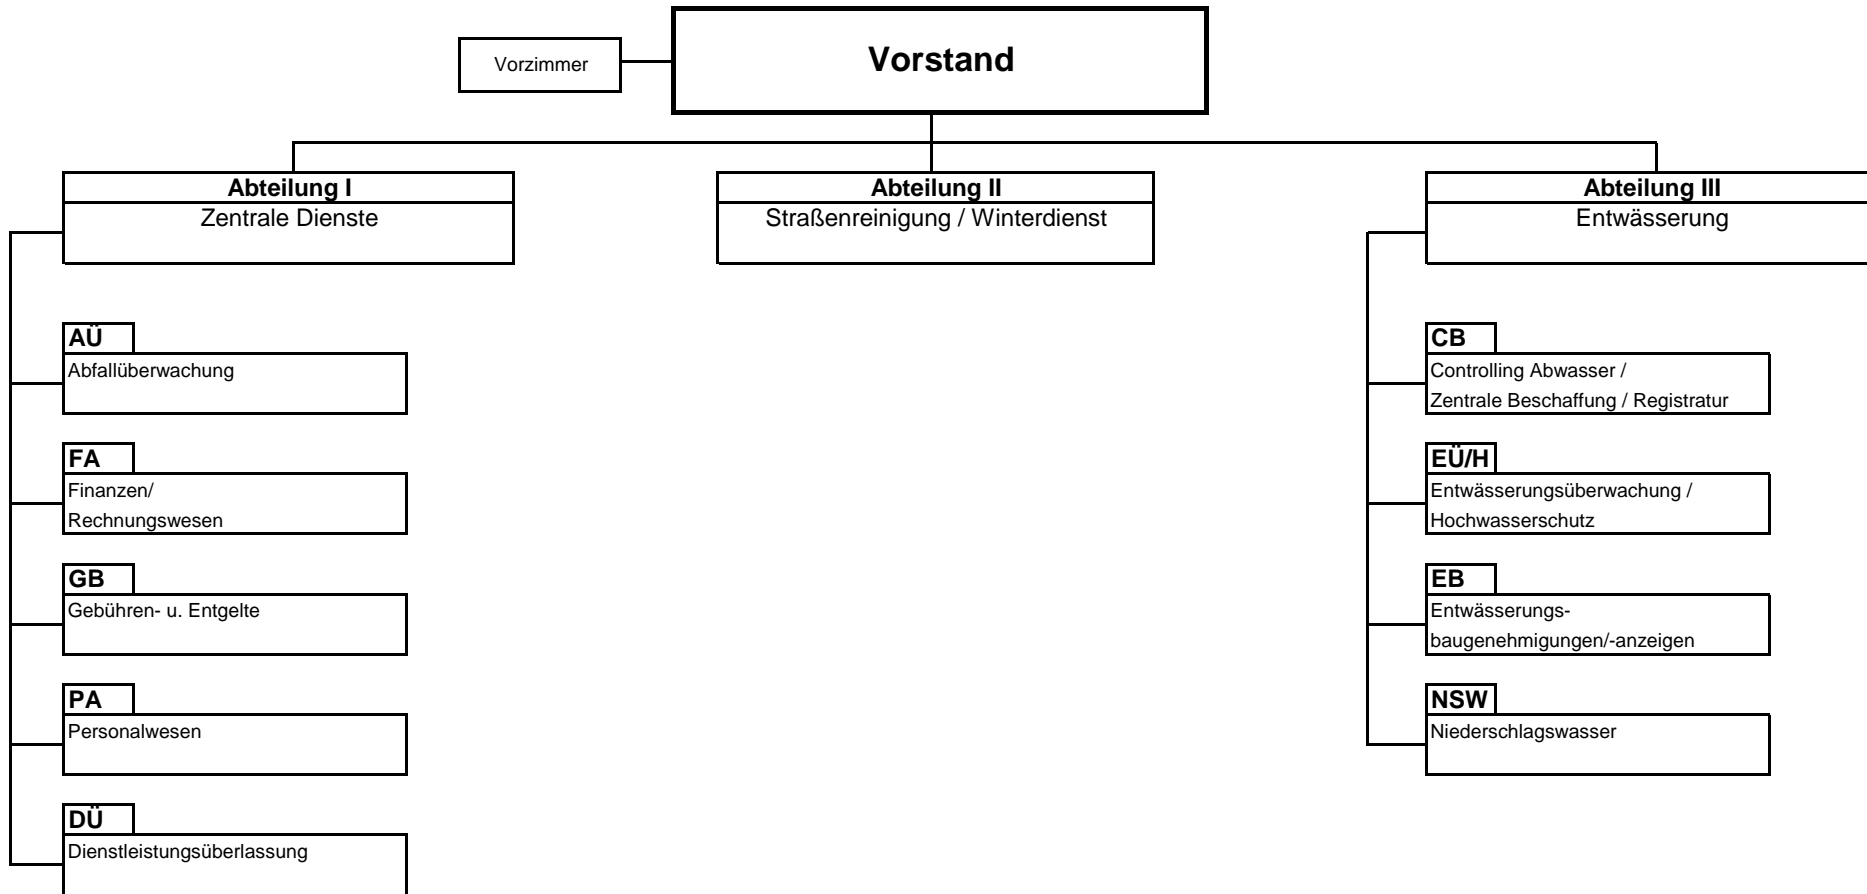 Vorstand
Vorzimmer
Abteilung I
Zentrale Dienste
Abteilung II
Straßenreinigung / Winterdienst
Abteilung III
Entwässerung
AÜ
Abfallüberwachung
FA
Finanzen/
Rechnungswesen
GB
Gebühren- u. Entgelte
PA
Personalwesen
DÜ
Dienstleistungsüberlassung
CB
Controlling Abwasser /
Zentrale Beschaffung / Registratur
EÜ/H
Entwässerungsüberwachung /
Hochwasserschutz
EB
Entwässerungs-
baugenehmigungen/-anzeigen
NSW
Niederschlagswasser